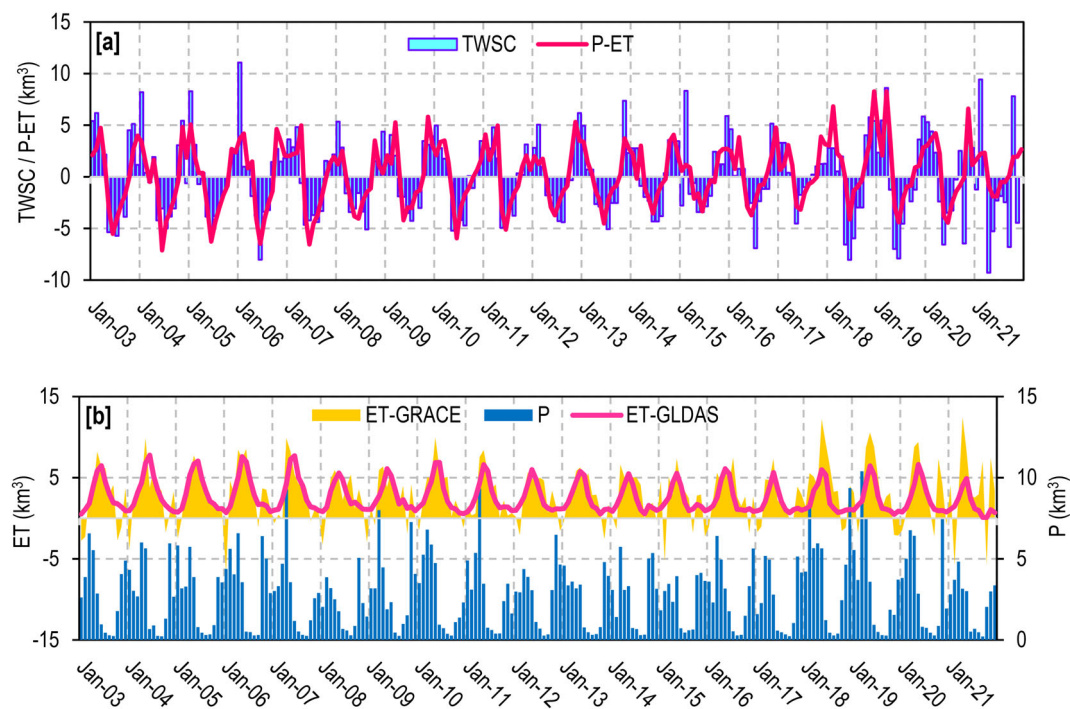 [a]
TWSC P-ET
TWSC / P-ET (km³)
15
10
5
0
-5
-10
Jan-03 Jan-04 Jan-05 Jan-06 Jan-07 Jan-08 Jan-09 Jan-10 Jan-11 Jan-12 Jan-13 Jan-14 Jan-15 Jan-16 Jan-17 Jan-18 Jan-19 Jan-20 Jan-21
[b]
ET-GRACE P ET-GLDAS
ET (km³)
15
5
-5
-15
15
10
5
0
P (km³)
Jan-03 Jan-04 Jan-05 Jan-06 Jan-07 Jan-08 Jan-09 Jan-10 Jan-11 Jan-12 Jan-13 Jan-14 Jan-15 Jan-16 Jan-17 Jan-18 Jan-19 Jan-20 Jan-21